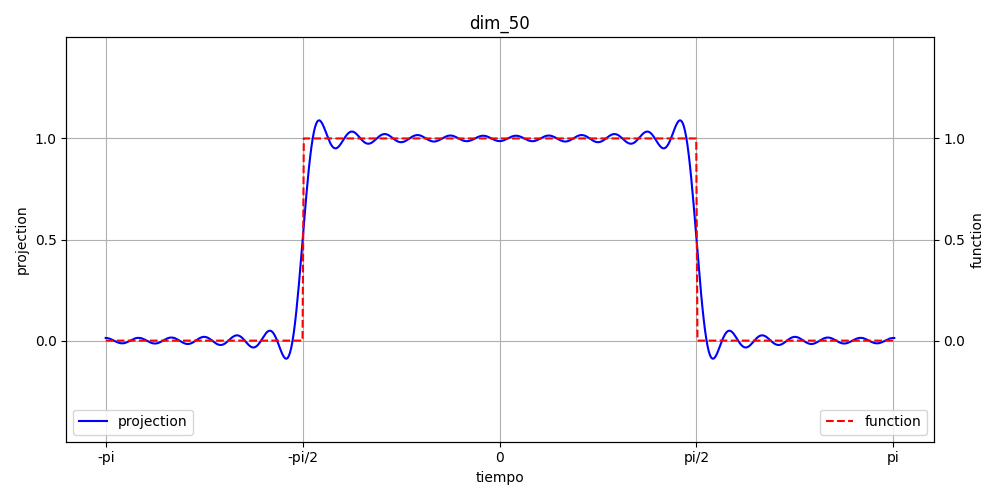 dim_50
projection
1.0
0.5
0.0
1.0
0.5
0.0
function
projection
function
-pi
-pi/2
0
pi/2
pi
tiempo